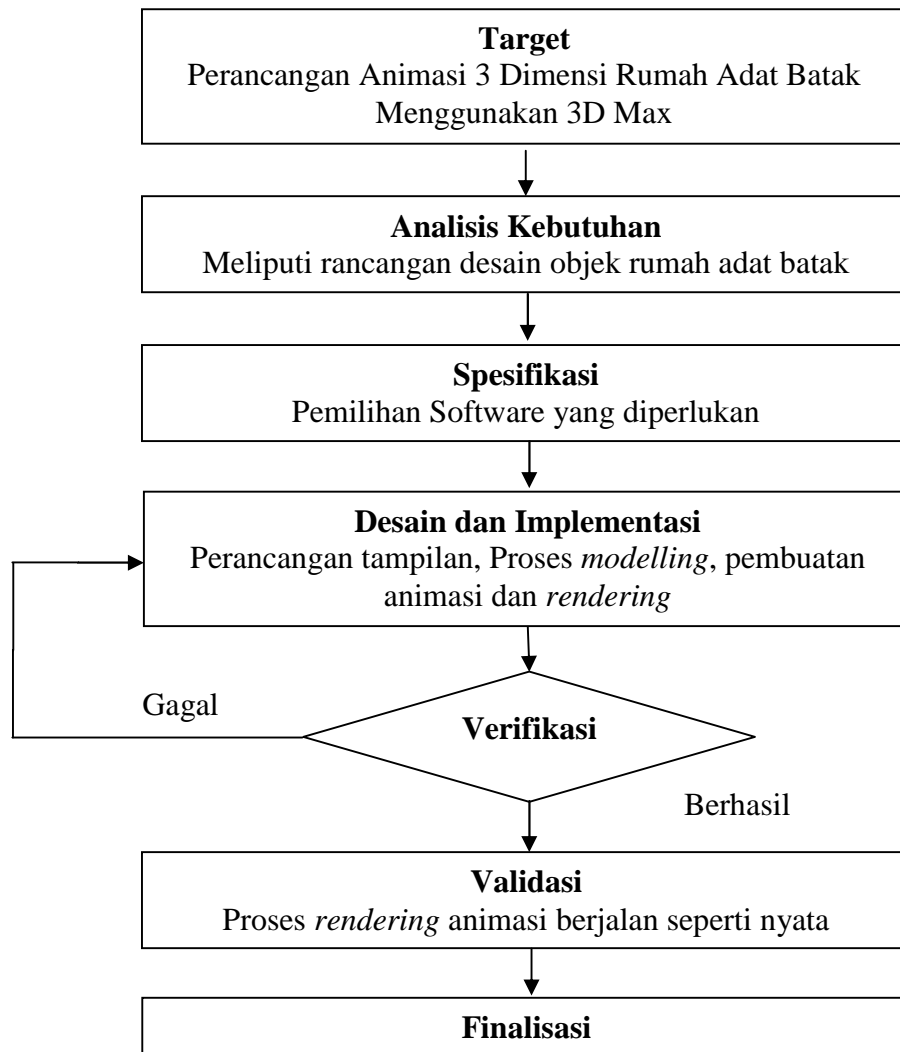 Target
Perancangan Animasi 3 Dimensi Rumah Adat Batak
Menggunakan 3D Max
Analisis Kebutuhan
Meliputi rancangan desain objek rumah adat batak
Spesifikasi
Pemilihan Software yang diperlukan
Desain dan Implementasi
Perancangan tampilan, Proses modelling, pembuatan
animasi dan rendering
Gagal
Verifikasi
Berhasil
Validasi
Proses rendering animasi berjalan seperti nyata
Finalisasi